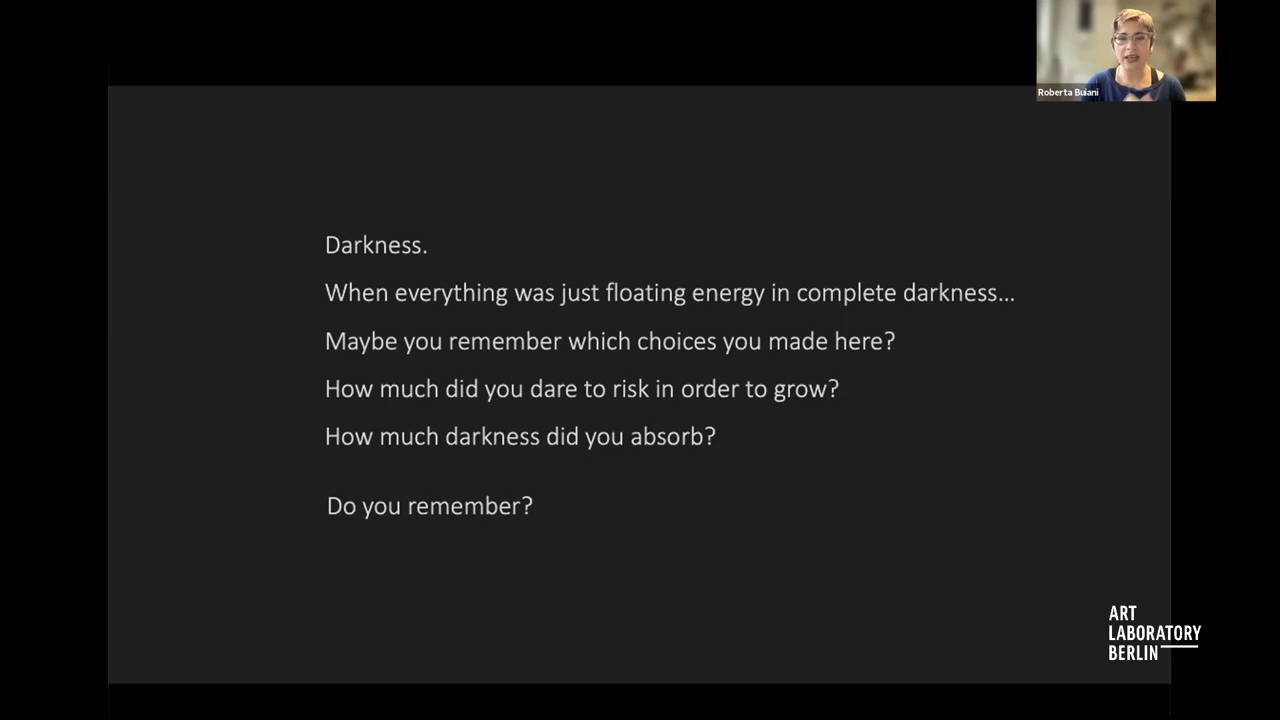 Roberta Buiani
Darkness.
When everything was just floating energy in complete darkness...
Maybe you remember which choices you made here?
How much did you dare to risk in order to grow?
How much darkness did you absorb?
Do you remember?
ART
LABORATORY
BERLIN